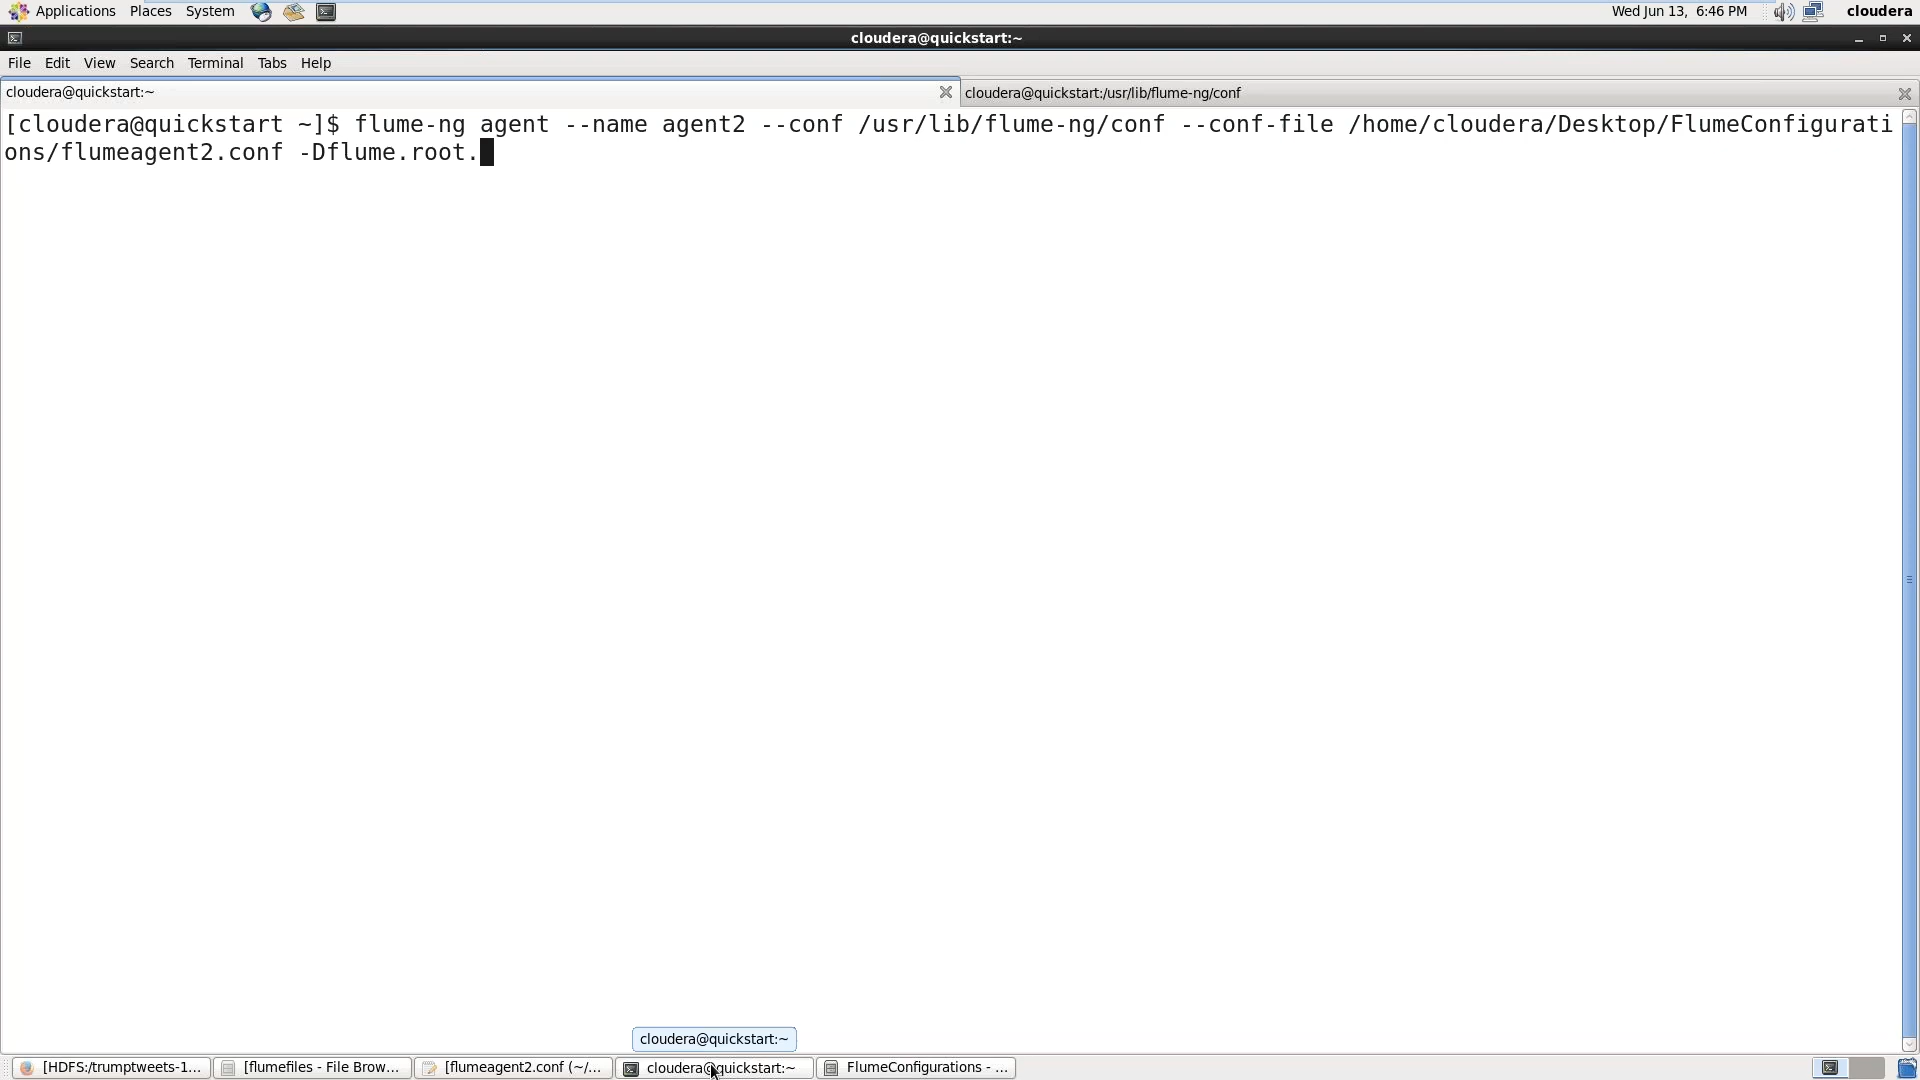 Applications Places System Wed Jun 13, 6:46 PM cloudera
cloudera@quickstart:~
File Edit View Search Terminal Tabs Help
cloudera@quickstart:~ cloudera@quickstart:/usr/lib/flume-ng/conf
[cloudera@quickstart ~]$ flume-ng agent --name agent2 --conf /usr/lib/flume-ng/conf --conf-file /home/cloudera/Desktop/FlumeConfigurati
ons/flumeagent2.conf -Dflume.root.
cloudera@quickstart:~
[HDFS:/trumptweets-1... [flumefiles - File Brow... [flumeagent2.conf (~/... cloudera@quickstart:~ FlumeConfigurations - ...